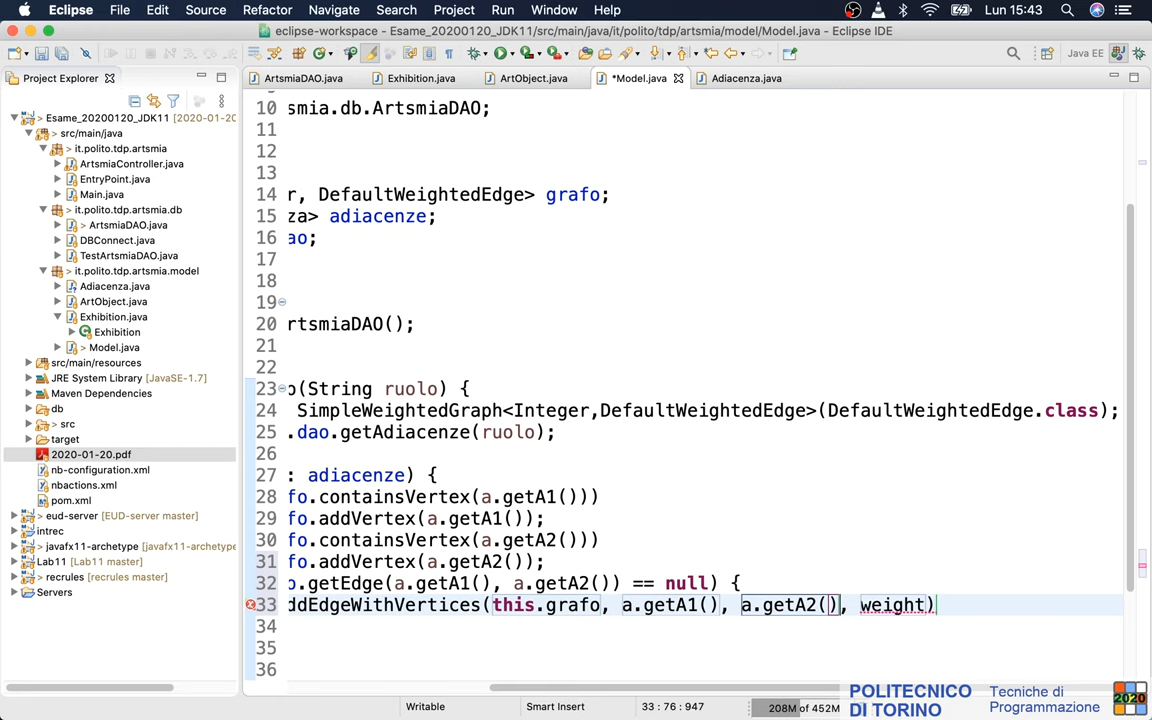 Eclipse File Edit Source Refactor Navigate Search Project Run Window Help Lun 15:43
eclipse-workspace - Esame_20200120_JDK11/src/main/java/it/polito/tdp/artsmia/model/Model.java - Eclipse IDE
Java EE
Project Explorer
ArtsmiaDAO.java Exhibition.java ArtObject.java *Model.java Adiacenza.java
Esame_20200120_JDK11 [2020-01-20
src/main/java
it.polito.tdp.artsmia
ArtsmiaController.java
EntryPoint.java
Main.java
it.polito.tdp.artsmia.db
ArtsmiaDAO.java
DBConnect.java
TestArtsmiaDAO.java
it.polito.tdp.artsmia.model
Adiacenza.java
ArtObject.java
Exhibition.java
Exhibition
Model.java
src/main/resources
JRE System Library [JavaSE-1.7]
Maven Dependencies
db
src
target
2020-01-20.pdf
nb-configuration.xml
nbactions.xml
pom.xml
eud-server [EUD-server master]
intrec
javafx11-archetype [javafx11-archetype
Lab11 [Lab11 master]
recrules [recrules master]
Servers
10 smia.db.ArtsmiaDAO;
11
12
13
14 r, DefaultWeightedEdge> grafo;
15 za> adiacenze;
16 ao;
17
18
19
20 rtsmiaDAO();
21
22
23 o(String ruolo) {
24 SimpleWeightedGraph<Integer,DefaultWeightedEdge>(DefaultWeightedEdge.class);
25 .dao.getAdiacenze(ruolo);
26
27 : adiacenze) {
28 fo.containsVertex(a.getA1()))
29 fo.addVertex(a.getA1());
30 fo.containsVertex(a.getA2()))
31 fo.addVertex(a.getA2());
32 o.getEdge(a.getA1(), a.getA2()) == null) {
33 ddEdgeWithVertices(this.grafo, a.getA1(), a.getA2(), weight)
34
35
36
Writable Smart Insert 33 : 76 : 947 208M of 452M
POLITECNICO DI TORINO
Tecniche di Programmazione
2020